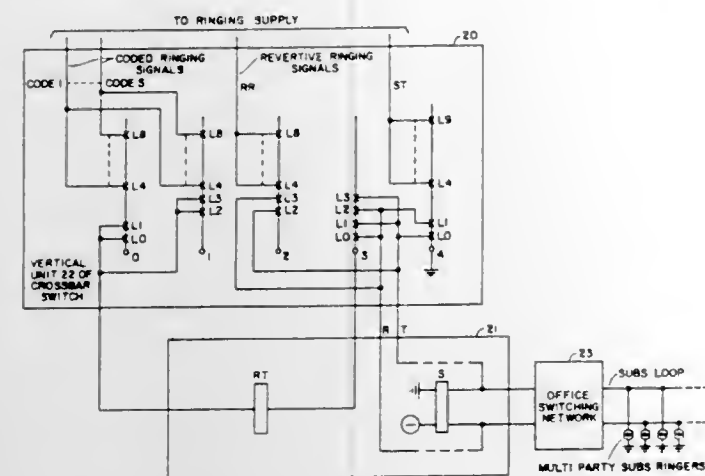 TO RINGING SUPPLY
20
CODED RINGING
SIGNALS
REVERTIVE RINGING
SIGNALS
CODE 1
CODE 5
RR
ST
L8
L8
L8
L9
L4
L4
L4
L4
L3
L3
L3
L2
L2
L2
L1
L1
L1
L0
L0
L0
0
1
2
3
4
VERTICAL
UNIT 22 OF
CROSSBAR
SWITCH
R
T
21
RT
S
23
OFFICE
SWITCHING
NETWORK
SUBS LOOP
MULTI PARTY SUBS RINGERS